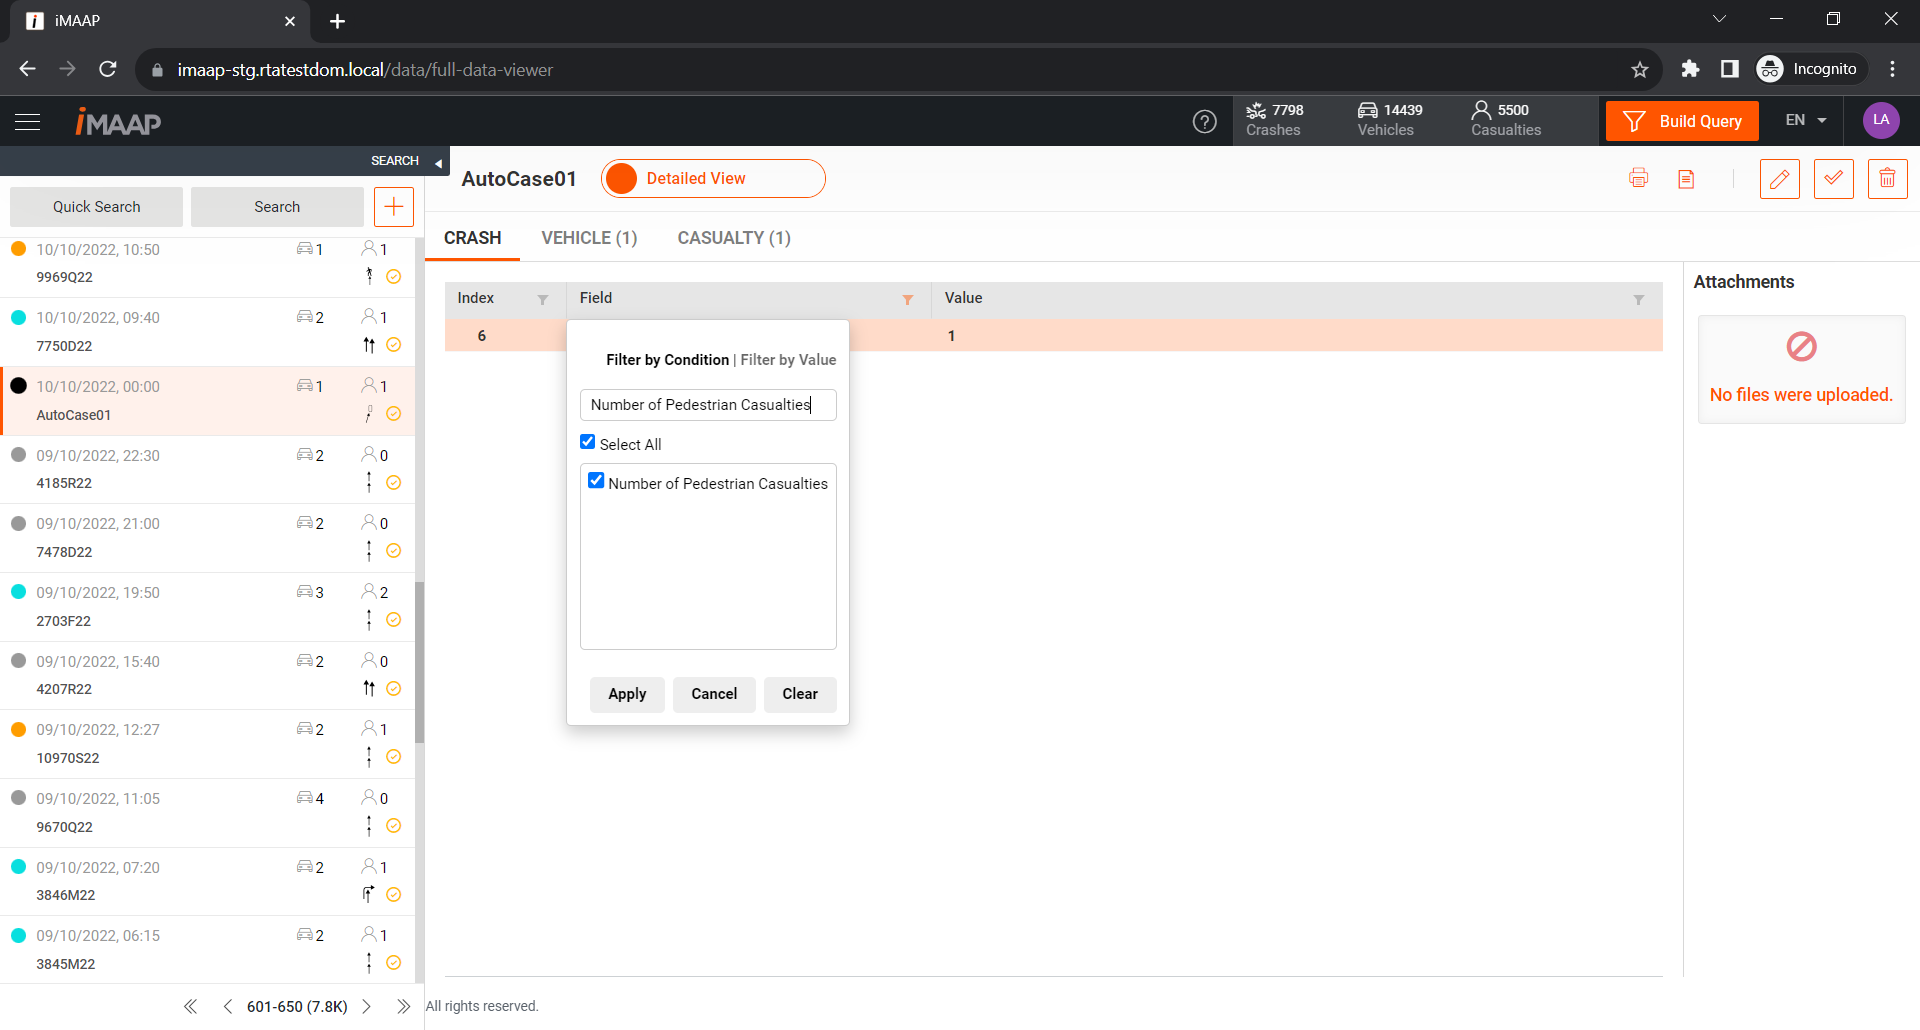 iMAAP
imaap-stg.rtatestdom.local/data/full-data-viewer
Incognito
iMAAP
7798
Crashes
14439
Vehicles
5500
Casualties
Build Query
EN
LA
SEARCH
Quick Search
Search
10/10/2022, 10:50 1 1
9969Q22
10/10/2022, 09:40 2 1
7750D22
10/10/2022, 00:00 1 1
AutoCase01
09/10/2022, 22:30 2 0
4185R22
09/10/2022, 21:00 2 0
7478D22
09/10/2022, 19:50 3 2
2703F22
09/10/2022, 15:40 2 0
4207R22
09/10/2022, 12:27 2 1
10970S22
09/10/2022, 11:05 4 0
9670Q22
09/10/2022, 07:20 2 1
3846M22
09/10/2022, 06:15 2 1
3845M22
601-650 (7.8K)
AutoCase01
Detailed View
CRASH VEHICLE (1) CASUALTY (1)
Index Field Value
6 1
Filter by Condition | Filter by Value
Number of Pedestrian Casualties
Select All
Number of Pedestrian Casualties
Apply Cancel Clear
Attachments
No files were uploaded.
All rights reserved.